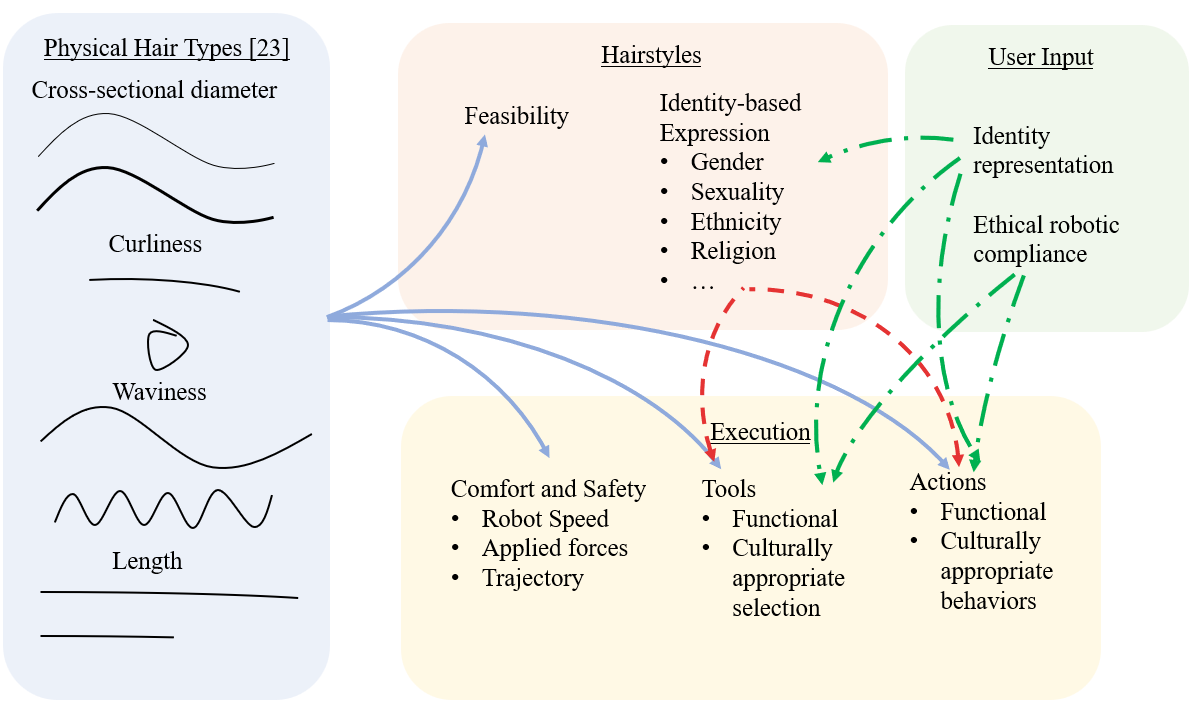 Physical Hair Types [23]
Cross-sectional diameter
Curliness
Waviness
Length
Hairstyles
Feasibility
Identity-based
Expression
• Gender
• Sexuality
• Ethnicity
• Religion
• …
User Input
Identity
representation
Ethical robotic
compliance
Execution
Comfort and Safety
• Robot Speed
• Applied forces
• Trajectory
Tools
• Functional
• Culturally
appropriate
selection
Actions
• Functional
• Culturally
appropriate
behaviors